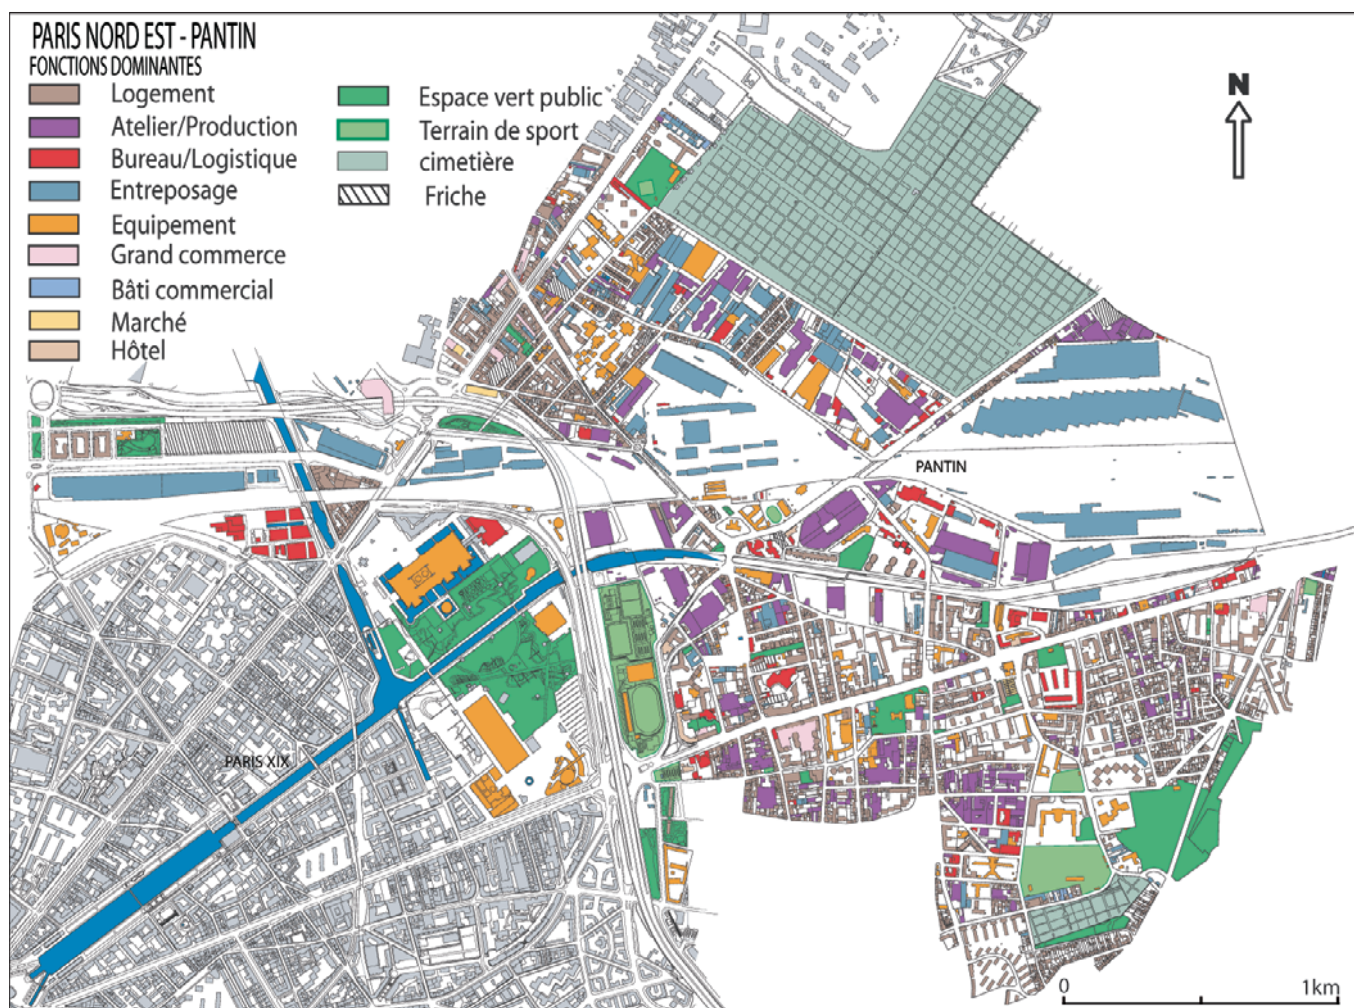 PARIS NORD EST - PANTIN
FONCTIONS DOMINANTES
Logement
Atelier/Production
Bureau/Logistique
Entreposage
Equipement
Grand commerce
Bâti commercial
Marché
Hôtel
Espace vert public
Terrain de sport
cimetière
Friche
N
PANTIN
PARIS XIX
0 1km